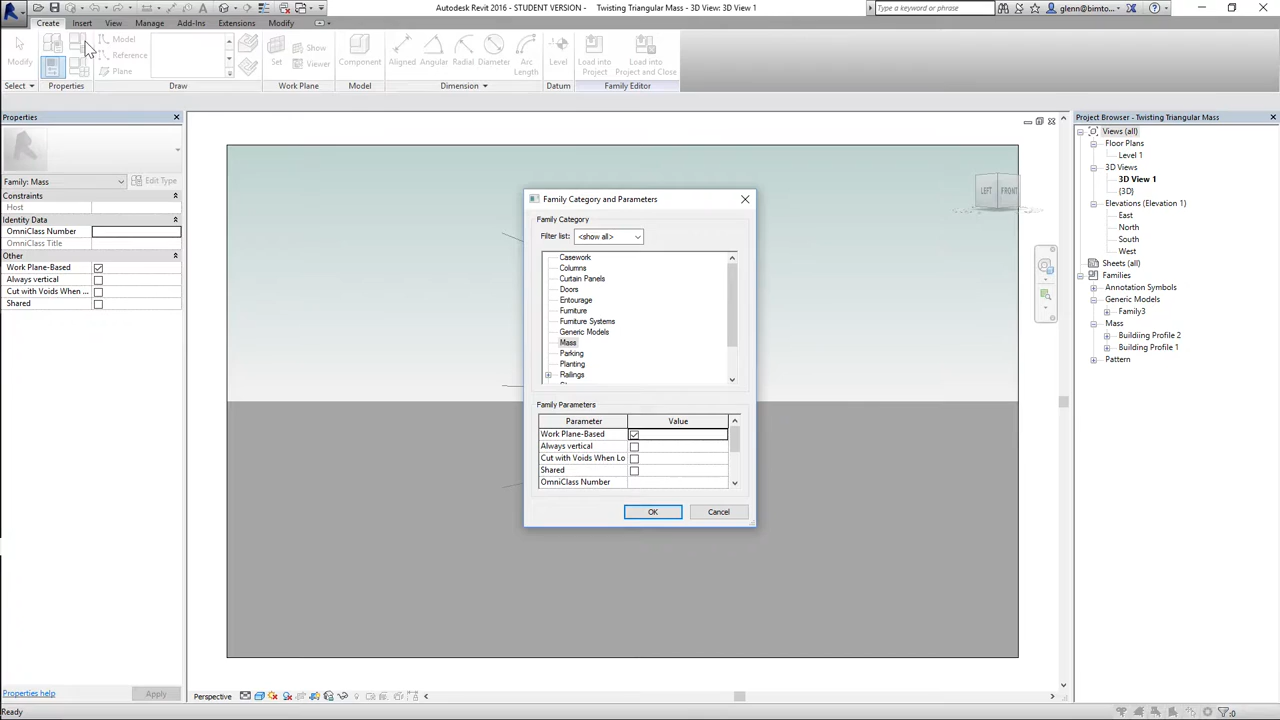 Autodesk Revit 2016 - STUDENT VERSION - Twisting Triangular Mass - 3D View: 3D View 1
Type a keyword or phrase
glenn@bimto...
Create Insert View Manage Add-Ins Extensions Modify
Modify
Model
Reference
Plane
Set
Show
Viewer
Component
Aligned Angular Radial Diameter Arc Length
Level
Load into Project
Load into Project and Close
Select Properties Draw Work Plane Model Dimension Datum Family Editor
Properties
Family: Mass
Edit Type
Constraints
Host
Identity Data
OmniClass Number
OmniClass Title
Other
Work Plane-Based
Always vertical
Cut with Voids When ...
Shared
Properties help
Apply
LEFT FRONT
Family Category and Parameters
Family Category
Filter list: <show all>
Casework
Columns
Curtain Panels
Doors
Entourage
Furniture
Furniture Systems
Generic Models
Mass
Parking
Planting
Railings
Family Parameters
Parameter Value
Work Plane-Based
Always vertical
Cut with Voids When Lo
Shared
OmniClass Number
OK Cancel
Project Browser - Twisting Triangular Mass
Views (all)
Floor Plans
Level 1
3D Views
3D View 1
{3D}
Elevations (Elevation 1)
East
North
South
West
Sheets (all)
Families
Annotation Symbols
Generic Models
Family3
Mass
Buildiing Profile 2
Buildiing Profile 1
Pattern
Perspective
Ready
:0